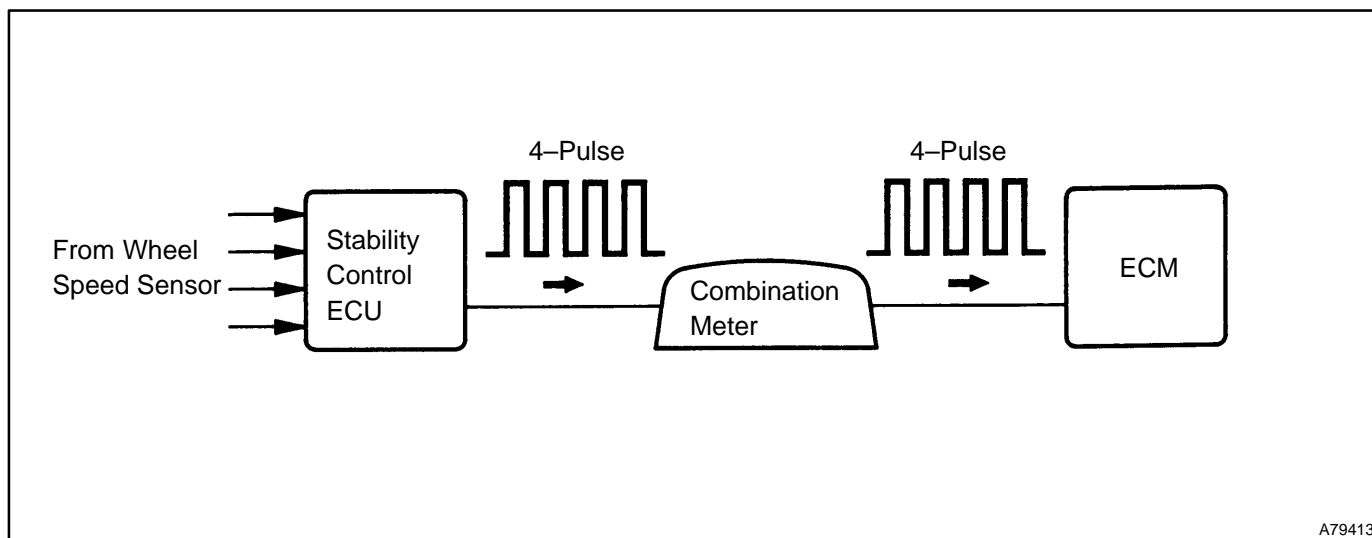 4–Pulse
4–Pulse
From Wheel
Speed Sensor
Stability
Control
ECU
Combination
Meter
ECM
A79413